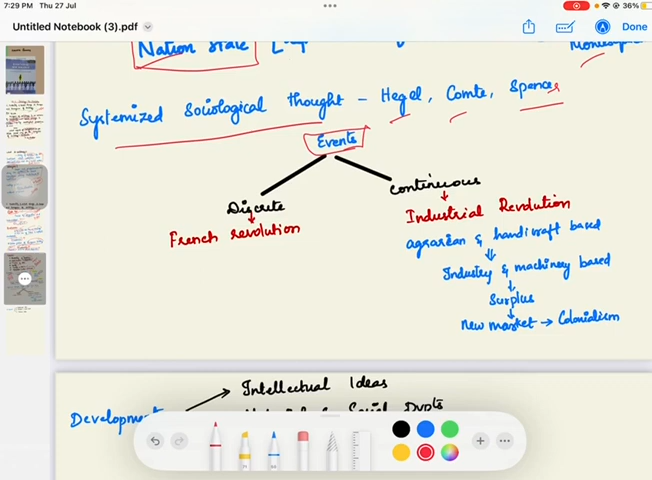 7:29 PM Thu 27 Jul
36%
Untitled Notebook (3).pdf
Done
Nation State
Systemized Sociological thought - Hegel, Comte, Spencer
Events
Discrete
continuous
French revolution
Industrial Revolution
agrarian & handicraft based
Industry & machinery based
Surplus
New market → Colonialism
Intellectual Ideas
Development